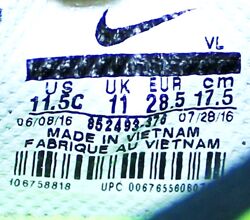 VL
US UK EUR cm
11.5C 11 28.5 17.5
06/08/16 852493-378 07/28/16
MADE IN VIETNAM
FABRIQUE AU VIETNAM
106758818
UPC